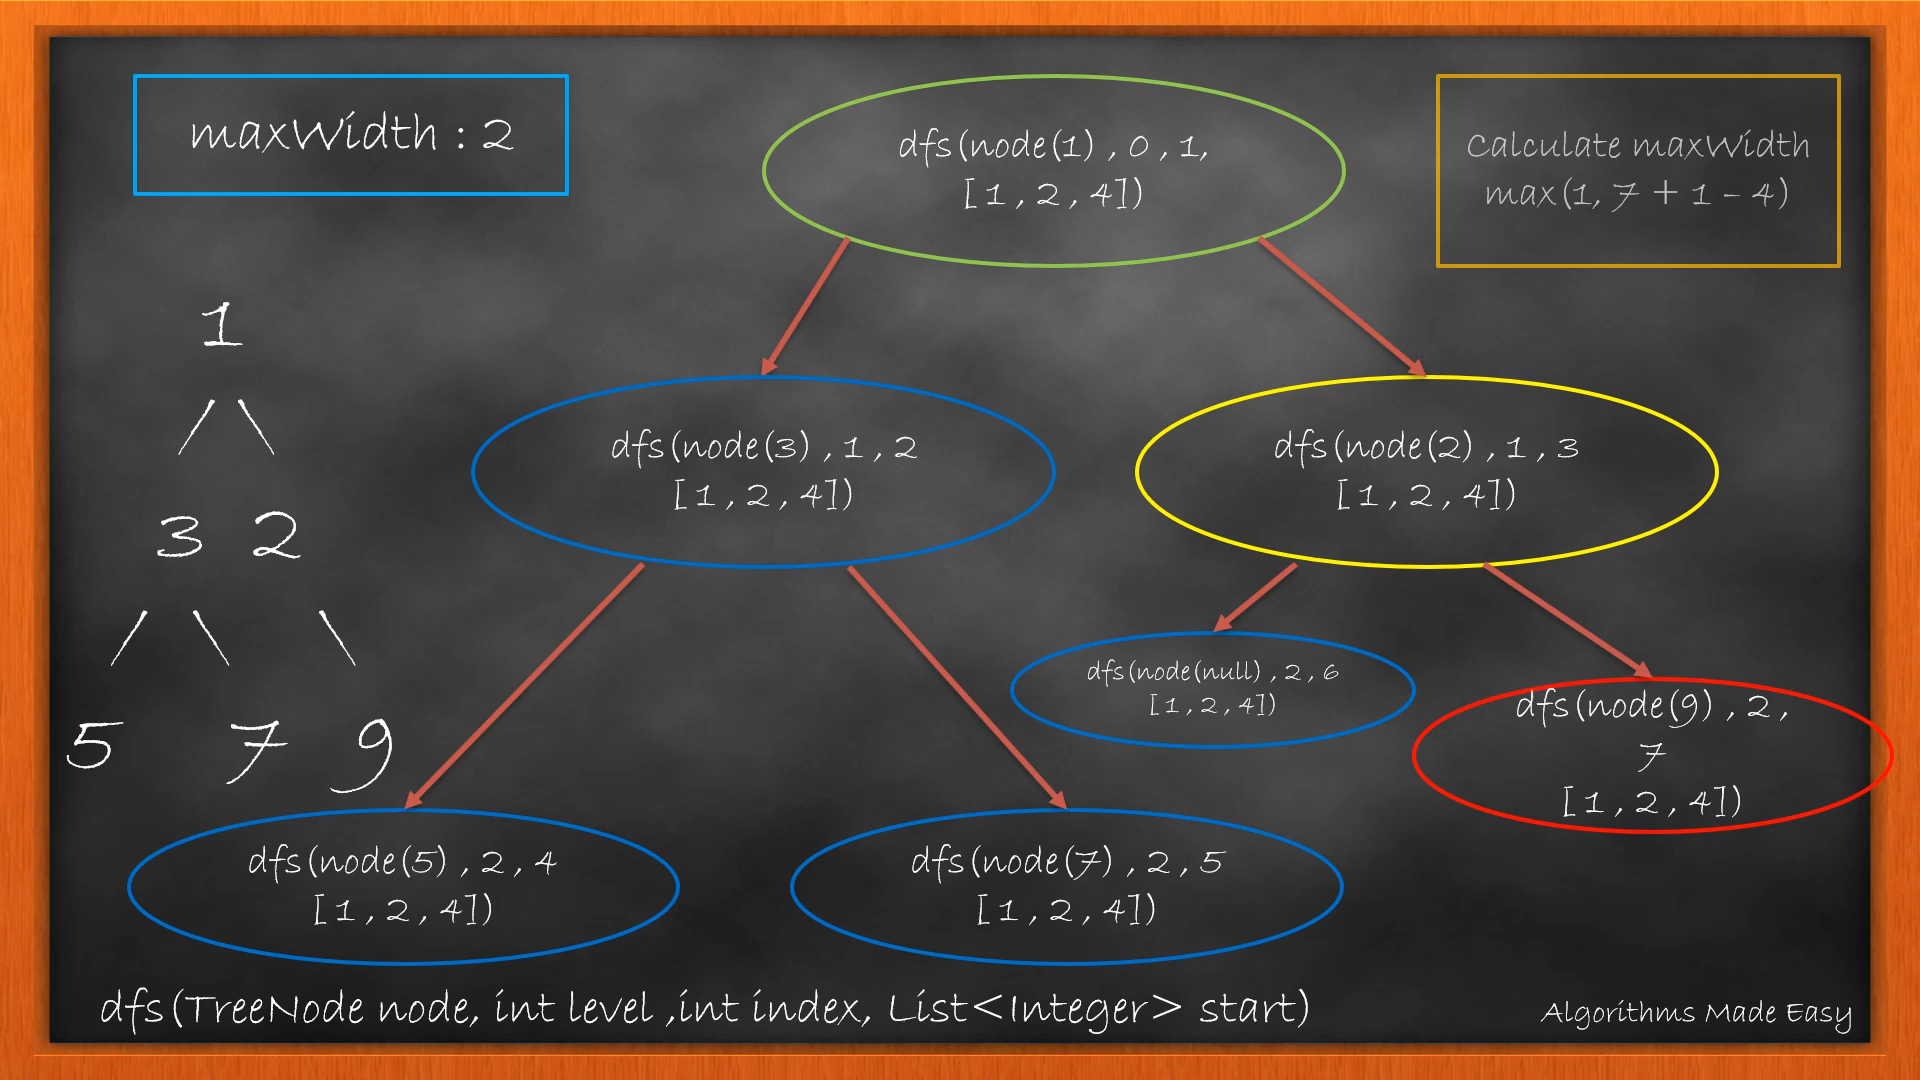 maxWidth : 2
dfs(node(1) , 0 , 1,
[ 1 , 2 , 4])
Calculate maxWidth
max(1, 7 + 1 - 4)
1
3 2
5 7 9
dfs(node(3) , 1 , 2
[ 1 , 2 , 4])
dfs(node(2) , 1 , 3
[ 1 , 2 , 4])
dfs(node(null) , 2 , 6
[ 1 , 2 , 4])
dfs(node(9) , 2 ,
7
[ 1 , 2 , 4])
dfs(node(5) , 2 , 4
[ 1 , 2 , 4])
dfs(node(7) , 2 , 5
[ 1 , 2 , 4])
dfs(TreeNode node, int level ,int index, List<Integer> start)
Algorithms Made Easy